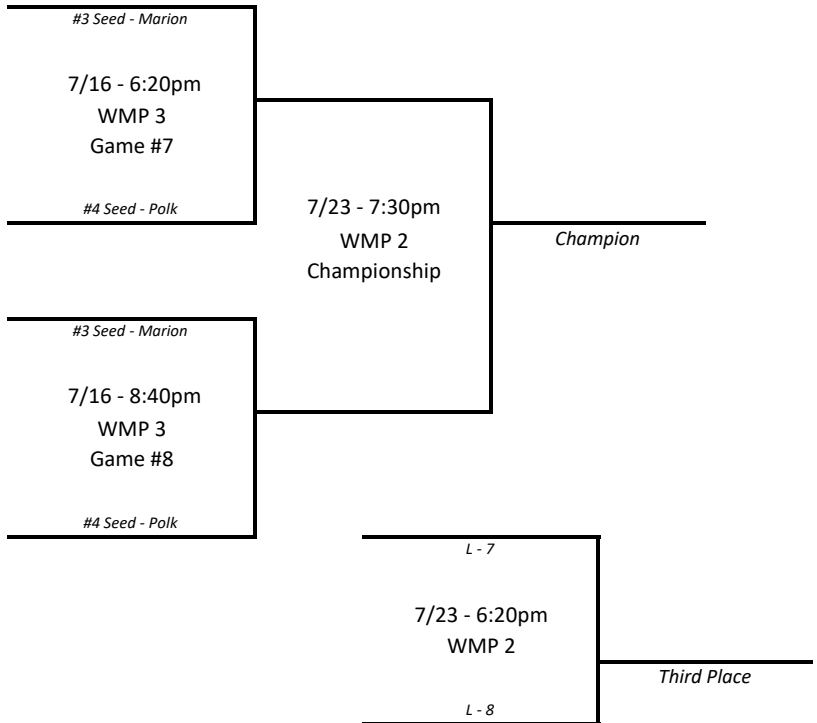 #3 Seed - Marion
7/16 - 6:20pm
WMP 3
Game #7
#4 Seed - Polk
7/23 - 7:30pm
WMP 2
Championship
Champion
#3 Seed - Marion
7/16 - 8:40pm
WMP 3
Game #8
#4 Seed - Polk
L - 7
7/23 - 6:20pm
WMP 2
Third Place
L - 8